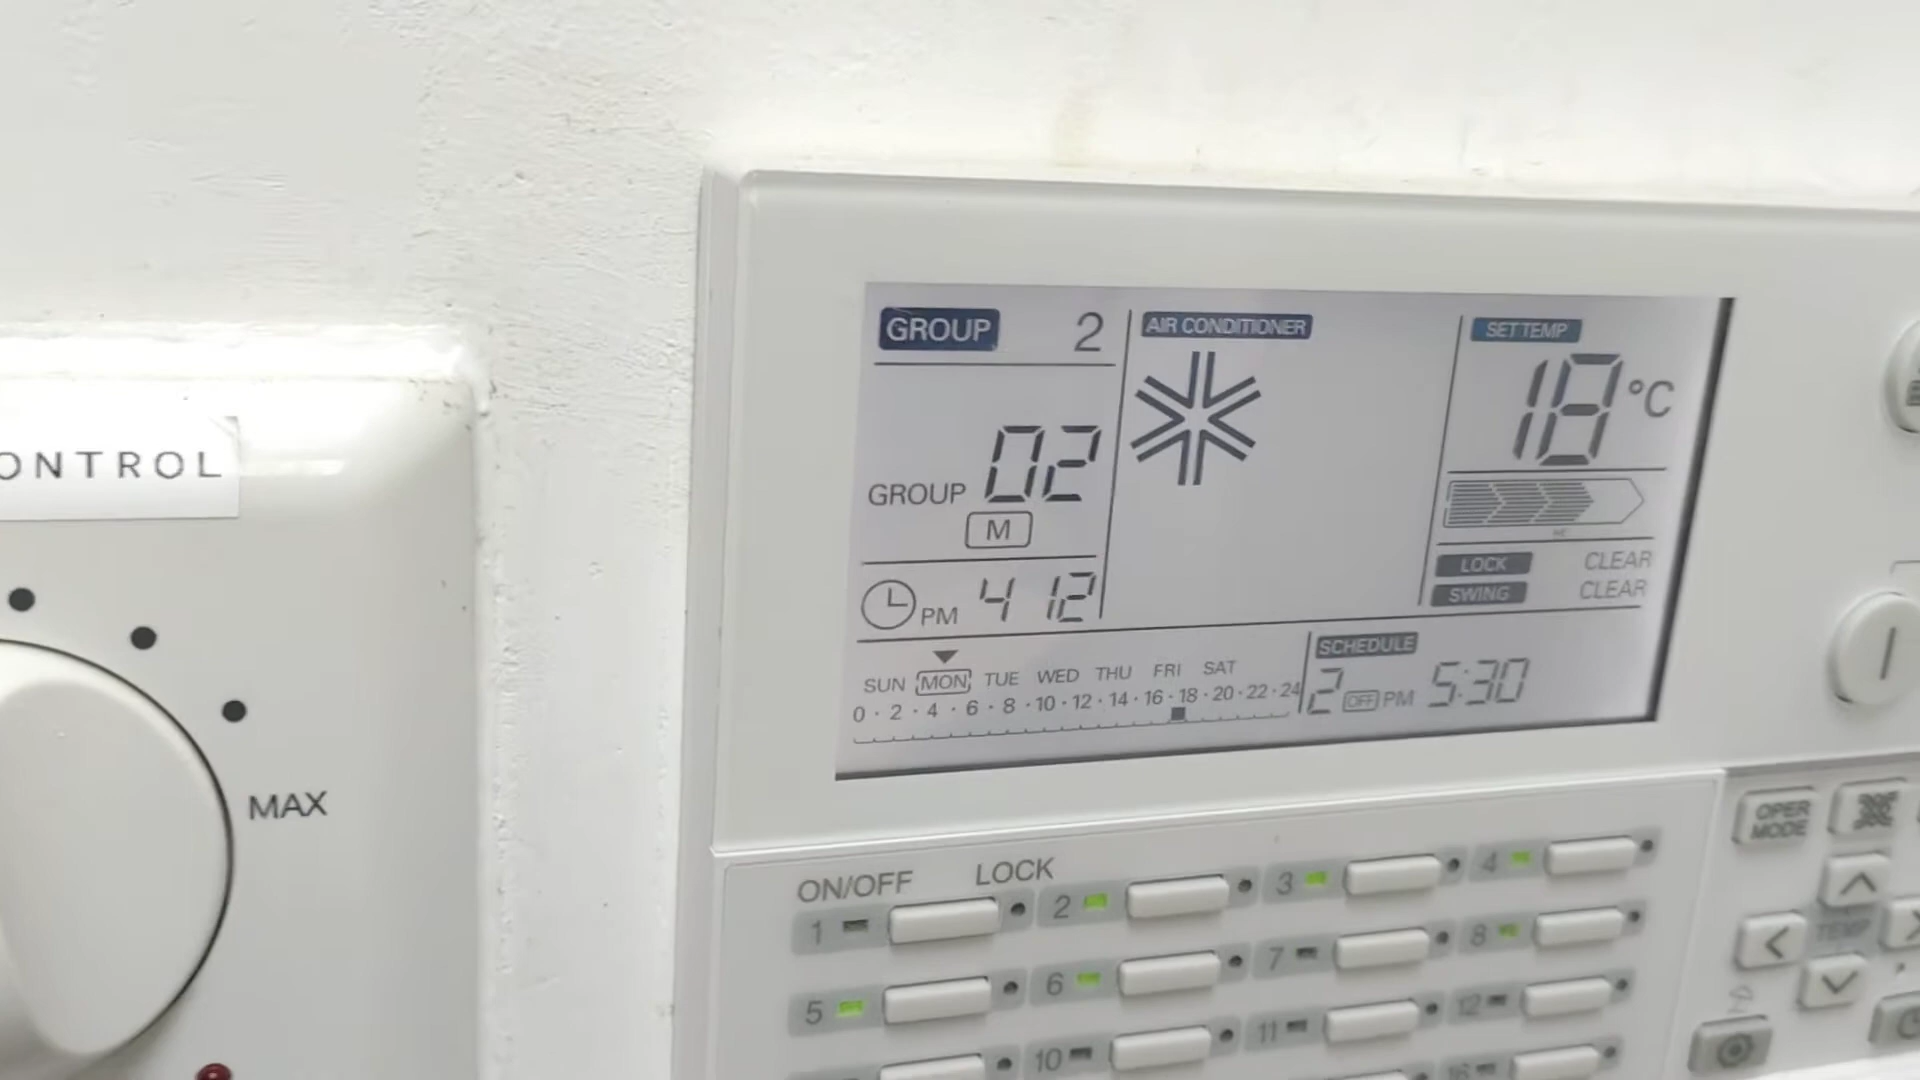 ONTROL
MAX
GROUP 2
AIR CONDITIONER
SET TEMP
18 °C
GROUP 02
M
PM 4 12
LOCK CLEAR
SWING CLEAR
SUN MON TUE WED THU FRI SAT
0 · 2 · 4 · 6 · 8 · 10 · 12 · 14 · 16 · 18 · 20 · 22 · 24
SCHEDULE
2 OFF PM 5:30
OPER MODE
TEMP
ON/OFF LOCK
1 2 3 4
5 6 7 8
10 11 12
16